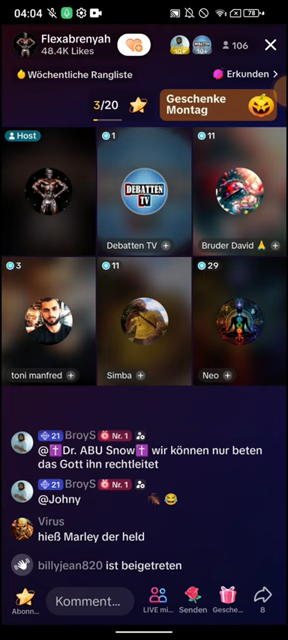 04:04
78
Flexabrenyah
48.4K Likes
106
Wöchentliche Rangliste
Erkunden >
3/20
Geschenke
Montag
Host
1
11
DEBATTEN
TV
Debatten TV
Bruder David 🙏
3
11
29
toni manfred
Simba
Neo
21 BroyS Nr. 1
@✝️Dr. ABU Snow✝️ wir können nur beten
das Gott ihn rechtleitet
21 BroyS Nr. 1
@Johny 🪳😂
Virus
hieß Marley der held
billyjean820 ist beigetreten
Abonn...
Komment...
LIVE mi...
Senden
Gesche...
8